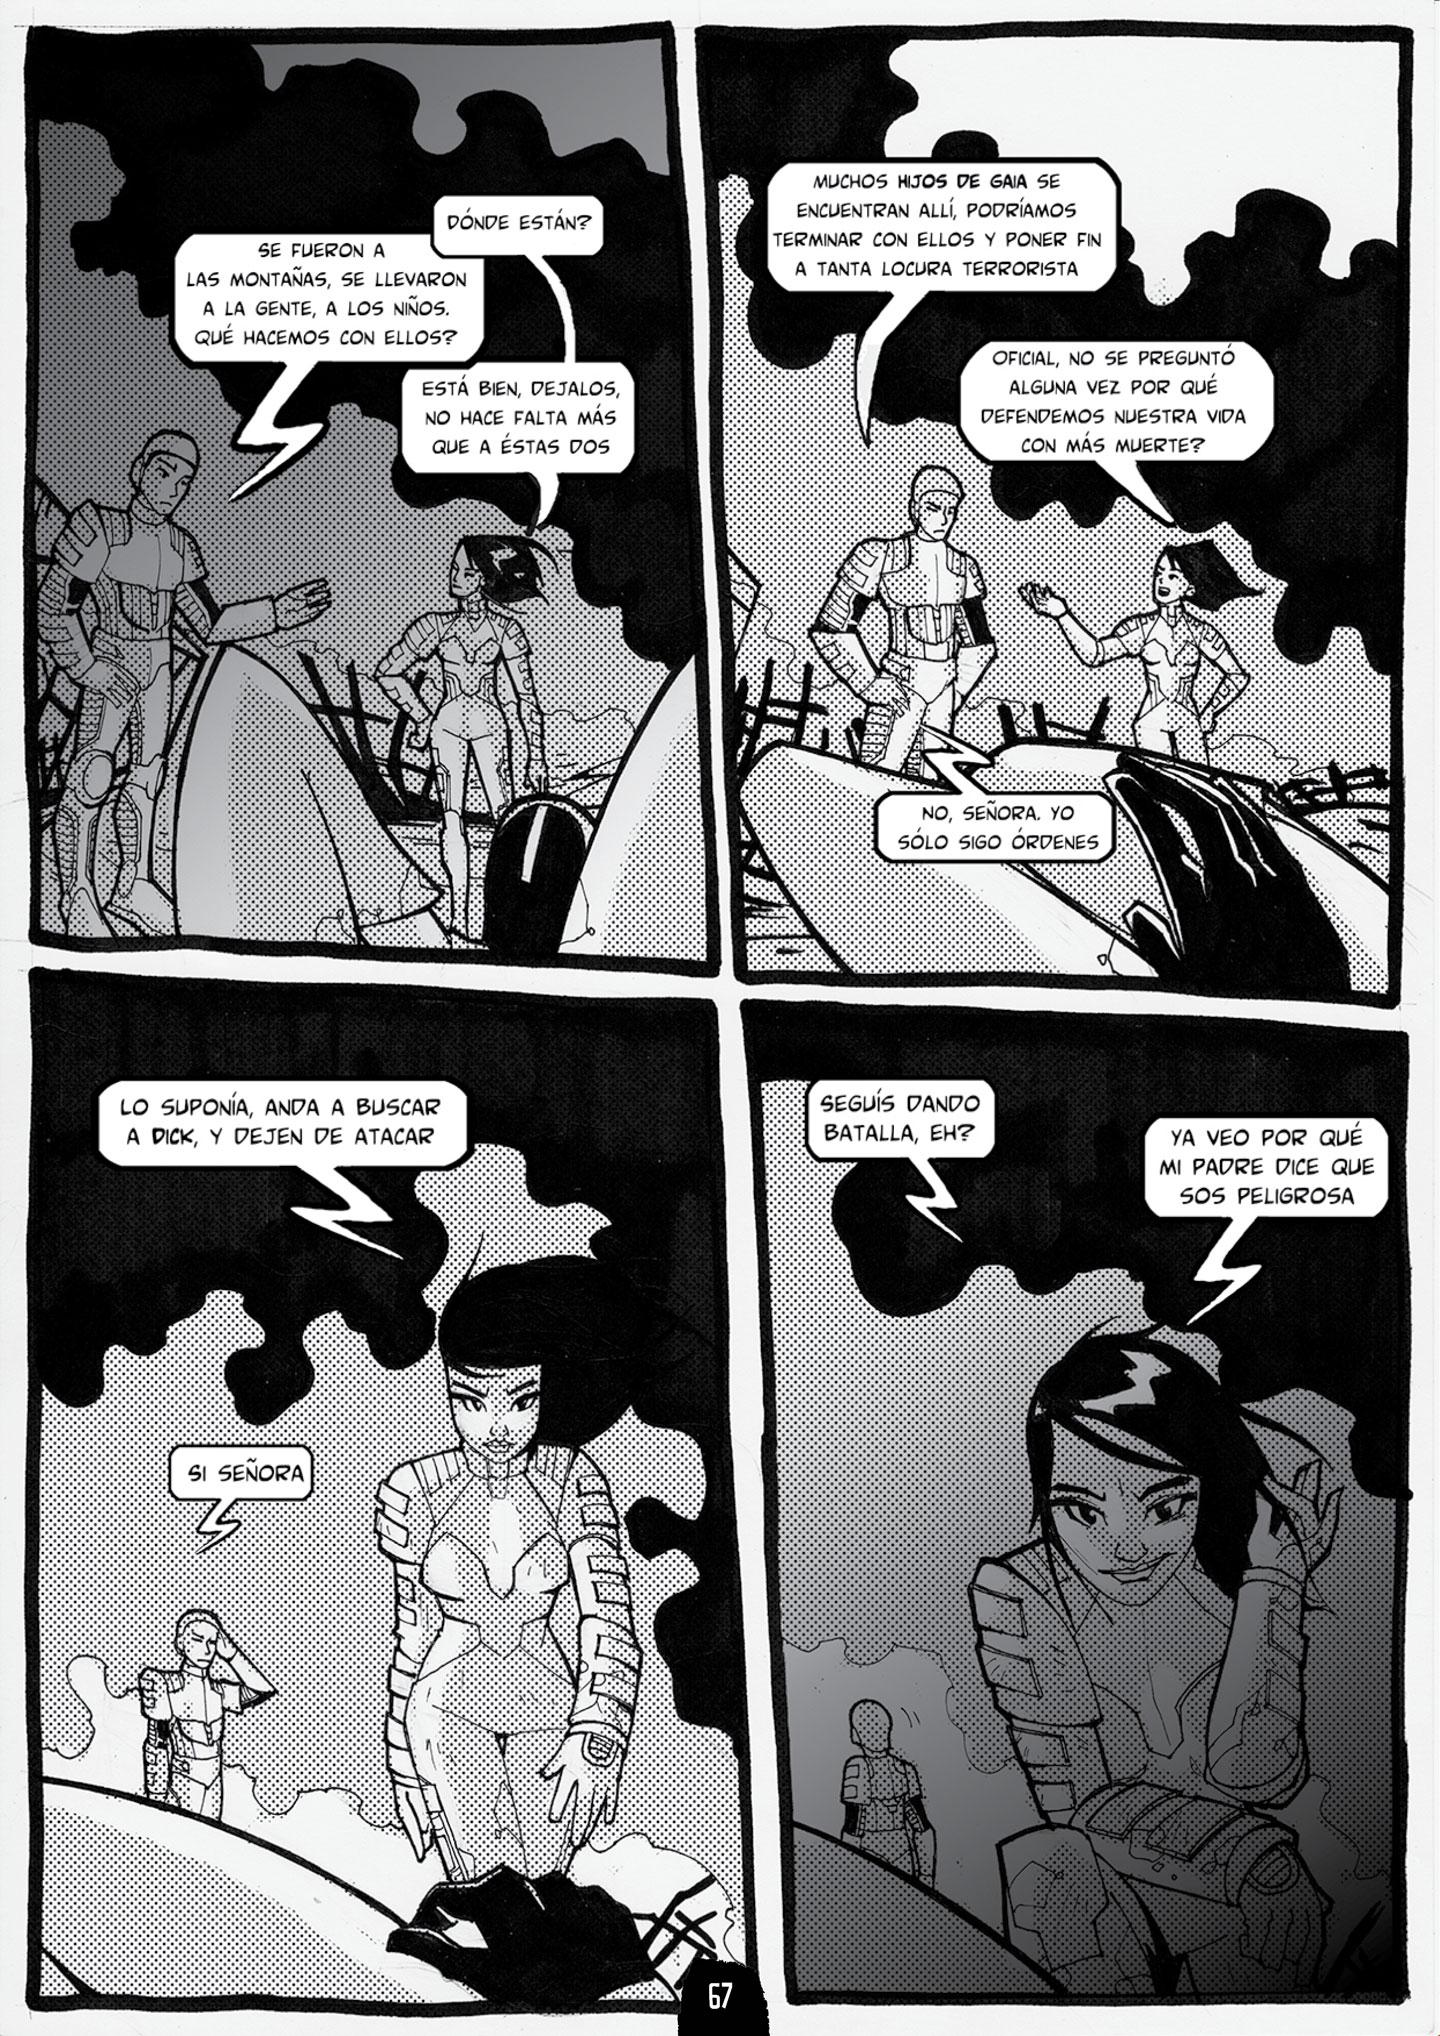 DÓNDE ESTÁN?
SE FUERON A
LAS MONTAÑAS, SE LLEVARON
A LA GENTE, A LOS NIÑOS.
QUÉ HACEMOS CON ELLOS?
ESTÁ BIEN, DEJALOS,
NO HACE FALTA MÁS
QUE A ÉSTAS DOS
MUCHOS HIJOS DE GAIA SE
ENCUENTRAN ALLÍ, PODRÍAMOS
TERMINAR CON ELLOS Y PONER FIN
A TANTA LOCURA TERRORISTA
OFICIAL, NO SE PREGUNTÓ
ALGUNA VEZ POR QUÉ
DEFENDEMOS NUESTRA VIDA
CON MÁS MUERTE?
NO, SEÑORA. YO
SÓLO SIGO ÓRDENES
LO SUPONÍA, ANDA A BUSCAR
A DICK, Y DEJEN DE ATACAR
SI SEÑORA
SEGUÍS DANDO
BATALLA, EH?
YA VEO POR QUÉ
MI PADRE DICE QUE
SOS PELIGROSA
67